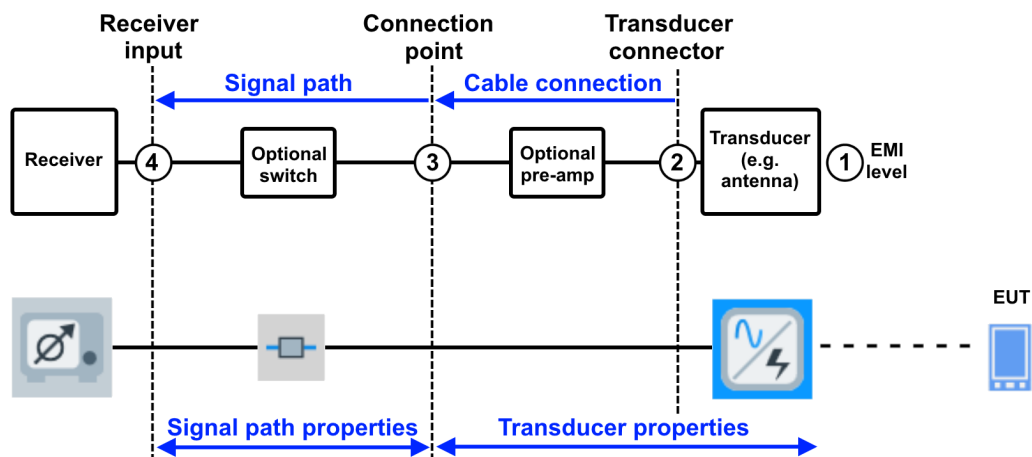 Receiver
input
Connection
point
Transducer
connector
Signal path
Cable connection
Receiver
4
Optional
switch
3
Optional
pre-amp
2
Transducer
(e.g.
antenna)
1
EMI
level
EUT
Signal path properties
Transducer properties